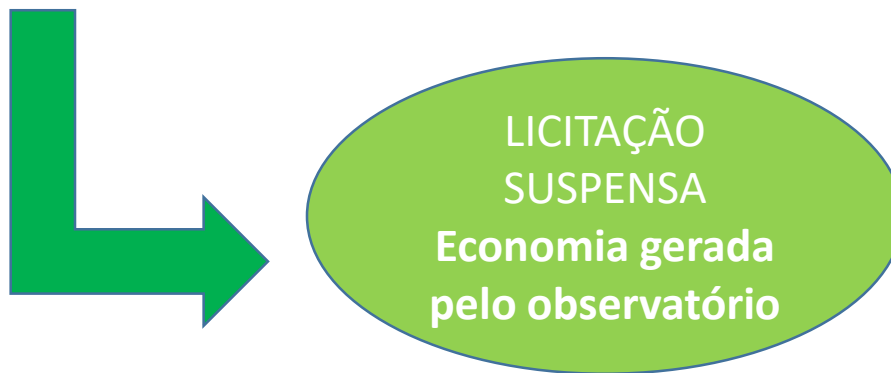 LICITAÇÃO
SUSPENSA
Economia gerada
pelo observatório